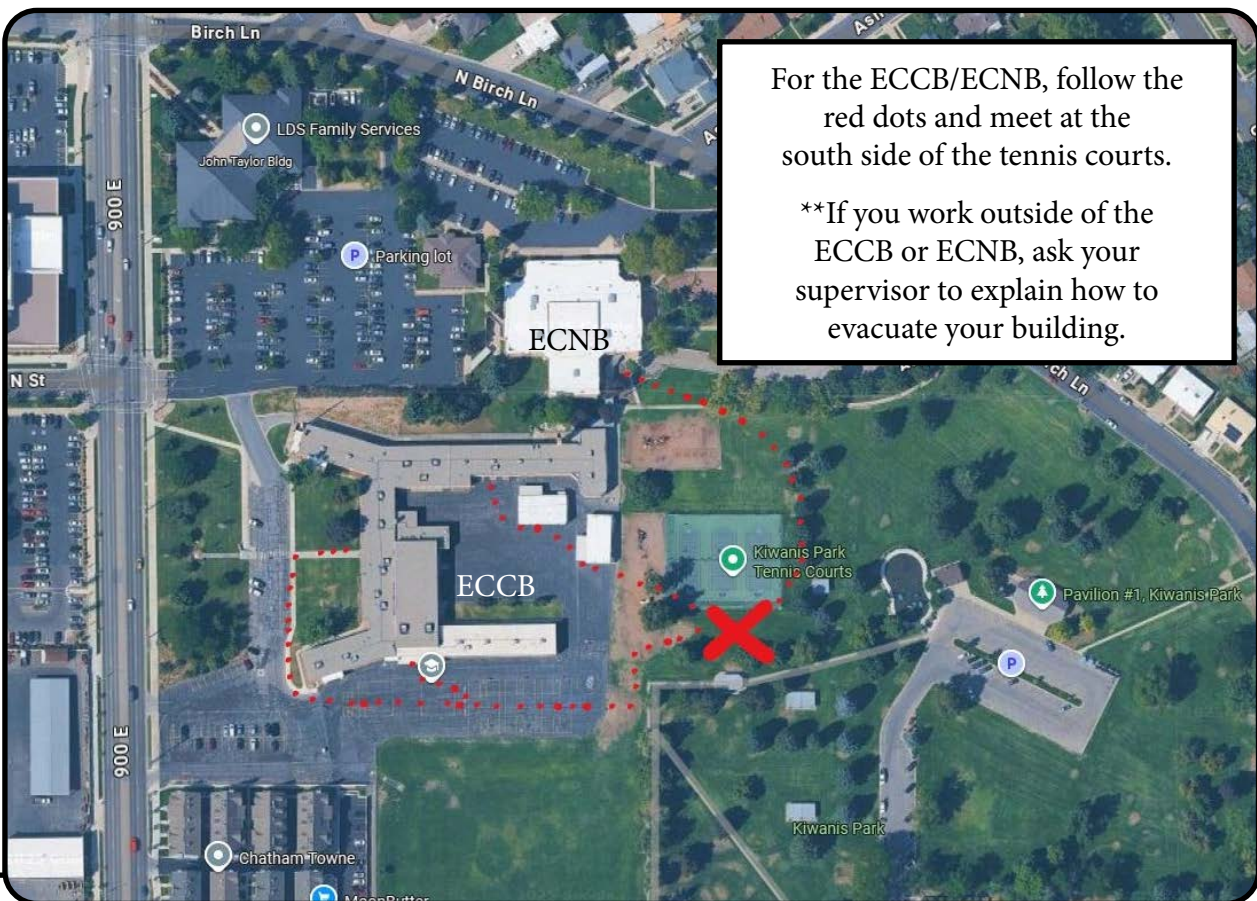 Birch Ln
N Birch Ln
For the ECCB/ECNB, follow the
red dots and meet at the
south side of the tennis courts.
**If you work outside of the
ECCB or ECNB, ask your
supervisor to explain how to
evacuate your building.
LDS Family Services
John Taylor Bldg
900 E
P
Parking lot
ECNB
N St
ch Ln
Kiwanis Park
Tennis Courts
ECCB
Pavilion #1, Kiwanis Park
P
900 E
Kiwanis Park
Chatham Towne
MoonButter